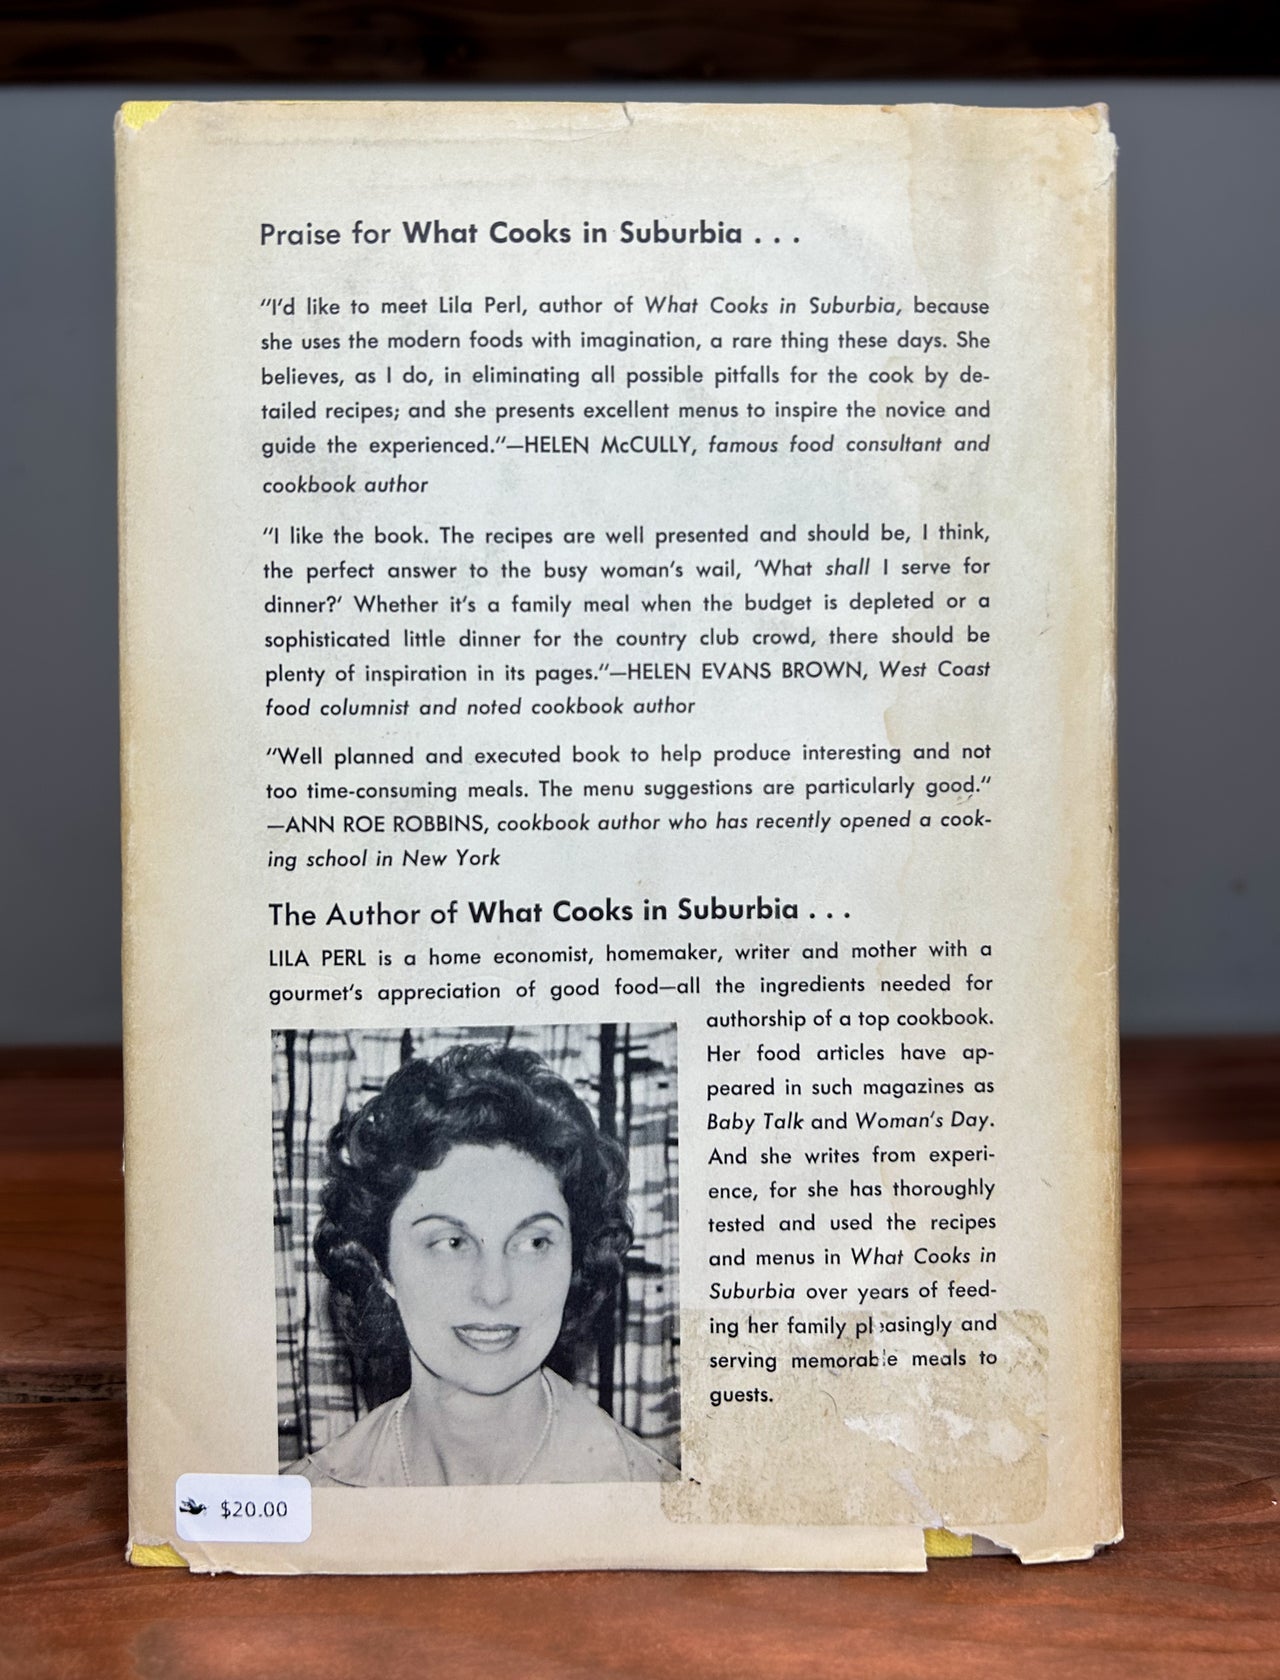 Praise for What Cooks in Suburbia . . .
"I'd like to meet Lila Perl, author of What Cooks in Suburbia, because
she uses the modern foods with imagination, a rare thing these days. She
believes, as I do, in eliminating all possible pitfalls for the cook by de-
tailed recipes; and she presents excellent menus to inspire the novice and
guide the experienced."—HELEN McCULLY, famous food consultant and
cookbook author
"I like the book. The recipes are well presented and should be, I think,
the perfect answer to the busy woman's wail, 'What shall I serve for
dinner?' Whether it's a family meal when the budget is depleted or a
sophisticated little dinner for the country club crowd, there should be
plenty of inspiration in its pages."—HELEN EVANS BROWN, West Coast
food columnist and noted cookbook author
"Well planned and executed book to help produce interesting and not
too time-consuming meals. The menu suggestions are particularly good."
—ANN ROE ROBBINS, cookbook author who has recently opened a cook-
ing school in New York
The Author of What Cooks in Suburbia . . .
LILA PERL is a home economist, homemaker, writer and mother with a
gourmet's appreciation of good food—all the ingredients needed for
authorship of a top cookbook.
Her food articles have ap-
peared in such magazines as
Baby Talk and Woman's Day.
And she writes from experi-
ence, for she has thoroughly
tested and used the recipes
and menus in What Cooks in
Suburbia over years of feed-
ing her family pleasingly and
serving memorable meals to
guests.
$20.00